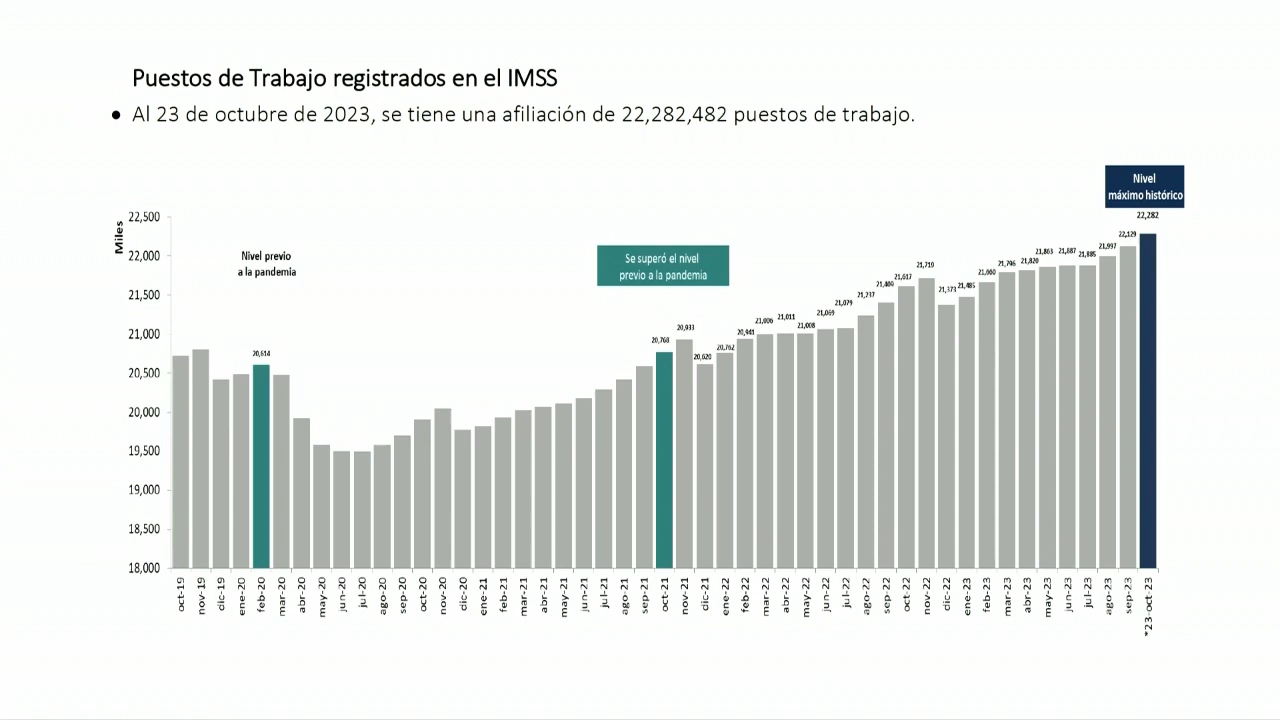 Puestos de Trabajo registrados en el IMSS
• Al 23 de octubre de 2023, se tiene una afiliación de 22,282,482 puestos de trabajo.
Nivel
máximo histórico
22,282
Miles
22,500
22,000
21,500
21,000
20,500
20,000
19,500
19,000
18,500
18,000
Nivel previo
a la pandemia
Se superó el nivel
previo a la pandemia
20,614
20,768
20,933
20,620
20,762
20,941
21,006
21,011
21,008
21,069
21,079
21,237
21,409
21,617
21,719
21,373
21,485
21,660
21,796
21,820
21,863
21,887
21,885
21,997
22,129
oct-19
nov-19
dic-19
ene-20
feb-20
mar-20
abr-20
may-20
jun-20
jul-20
ago-20
sep-20
oct-20
nov-20
dic-20
ene-21
feb-21
mar-21
abr-21
may-21
jun-21
jul-21
ago-21
sep-21
oct-21
nov-21
dic-21
ene-22
feb-22
mar-22
abr-22
may-22
jun-22
jul-22
ago-22
sep-22
oct-22
nov-22
dic-22
ene-23
feb-23
mar-23
abr-23
may-23
jun-23
jul-23
ago-23
sep-23
*23-oct-23